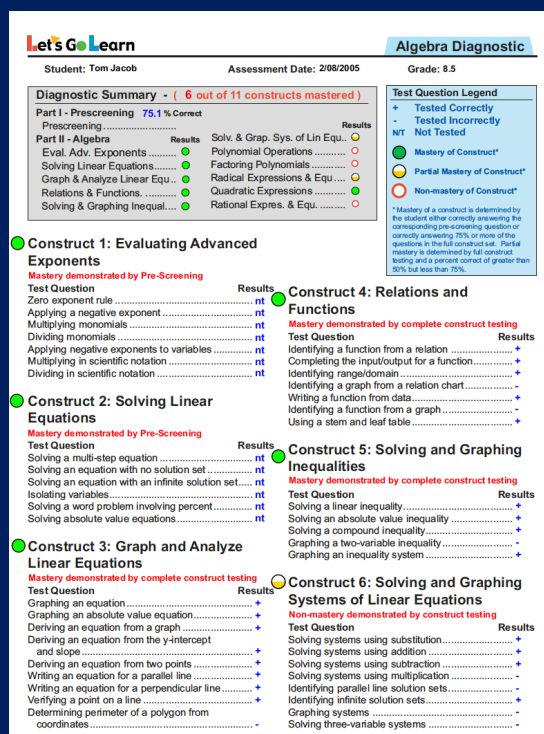 Let's Go Learn
Algebra Diagnostic
Student: Tom Jacob
Assessment Date: 2/08/2005
Grade: 8.5
Diagnostic Summary - ( 6 out of 11 constructs mastered )
Part I - Prescreening 75.1 % Correct
Prescreening
Results
Part II - Algebra Results
Eval. Adv. Exponents
Solving Linear Equations
Graph & Analyze Linear Equ
Relations & Functions.
Solving & Graphing Inequal.
Solv. & Grap. Sys. of Lin Equ
Polynomial Operations
Factoring Polynomials
Radical Expressions & Equ
Quadratic Expressions
Rational Expres. & Equ.
Test Question Legend
+ Tested Correctly
- Tested Incorrectly
N/T Not Tested
Mastery of Construct*
Partial Mastery of Construct*
Non-mastery of Construct*
* Mastery of a construct is determined by
the student either correctly answering the
corresponding pre-screening question or
correctly answering 75% or more of the
questions in the full construct set. Partial
mastery is determined by full construct
testing and a percent correct of greater than
50% but less than 75%.
Construct 1: Evaluating Advanced
Exponents
Mastery demonstrated by Pre-Screening
Test Question Results
Zero exponent rule nt
Applying a negative exponent nt
Multiplying monomials nt
Dividing monomials nt
Applying negative exponents to variables nt
Multiplying in scientific notation nt
Dividing in scientific notation nt
Construct 2: Solving Linear
Equations
Mastery demonstrated by Pre-Screening
Test Question Results
Solving a multi-step equation nt
Solving an equation with no solution set nt
Solving an equation with an infinite solution set nt
Isolating variables nt
Solving a word problem involving percent nt
Solving absolute value equations nt
Construct 3: Graph and Analyze
Linear Equations
Mastery demonstrated by complete construct testing
Test Question Results
Graphing an equation +
Graphing an absolute value equation +
Deriving an equation from a graph +
Deriving an equation from the y-intercept
and slope +
Deriving an equation from two points +
Writing an equation for a parallel line +
Writing an equation for a perpendicular line +
Verifying a point on a line +
Determining perimeter of a polygon from
coordinates -
Construct 4: Relations and
Functions
Mastery demonstrated by complete construct testing
Test Question Results
Identifying a function from a relation +
Completing the input/output for a function +
Identifying range/domain +
Identifying a graph from a relation chart -
Writing a function from data +
Identifying a function from a graph -
Using a stem and leaf table +
Construct 5: Solving and Graphing
Inequalities
Mastery demonstrated by complete construct testing
Test Question Results
Solving a linear inequality +
Solving an absolute value inequality +
Solving a compound inequality +
Graphing a two-variable inequality -
Graphing an inequality system +
Construct 6: Solving and Graphing
Systems of Linear Equations
Non-mastery demonstrated by construct testing
Test Question Results
Solving systems using substitution +
Solving systems using addition +
Solving systems using subtraction +
Solving systems using multiplication -
Identifying parallel line solution sets -
Identifying infinite solution sets +
Graphing systems -
Solving three-variable systems -